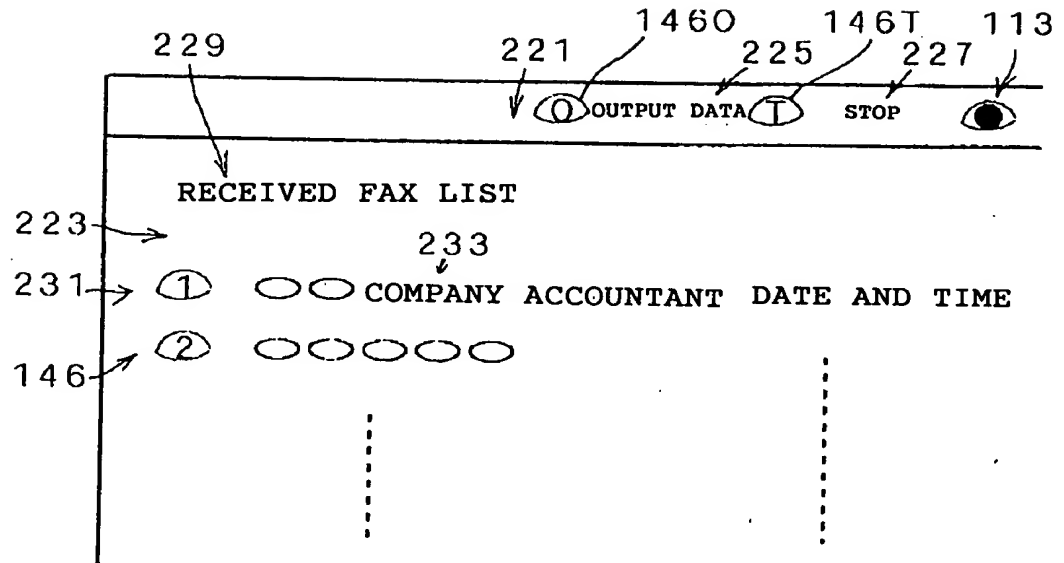 146O 146T 113
229 221 225 227
O OUTPUT DATA T STOP
RECEIVED FAX LIST
223
233
231 1 COMPANY ACCOUNTANT DATE AND TIME
2
146